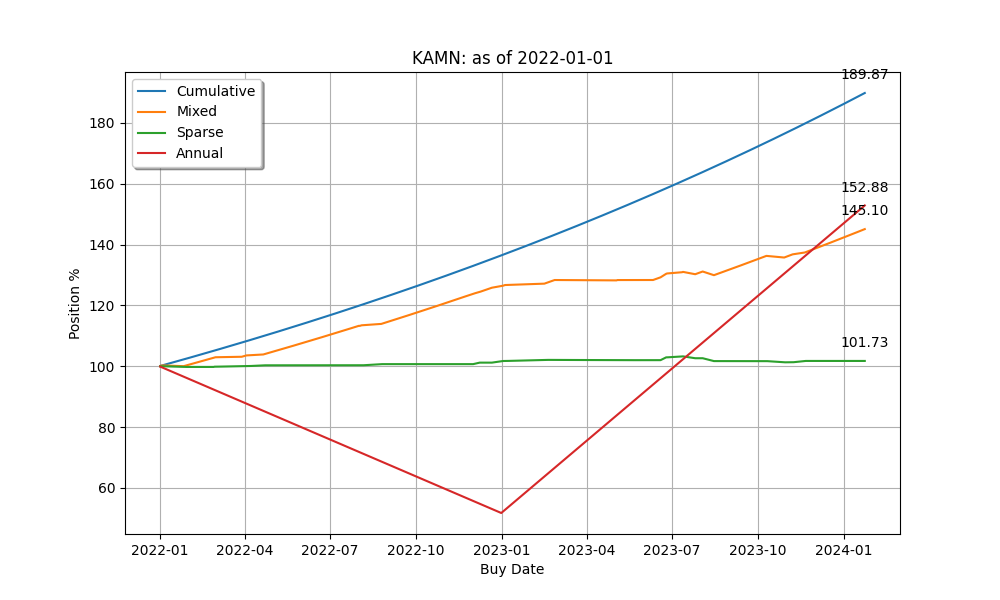 KAMN: as of 2022-01-01
189.87
Cumulative
Mixed
Sparse
Annual
180
160
140
120
100
80
60
Position %
152.88
145.10
101.73
2022-01
2022-04
2022-07
2022-10
2023-01
2023-04
2023-07
2023-10
2024-01
Buy Date